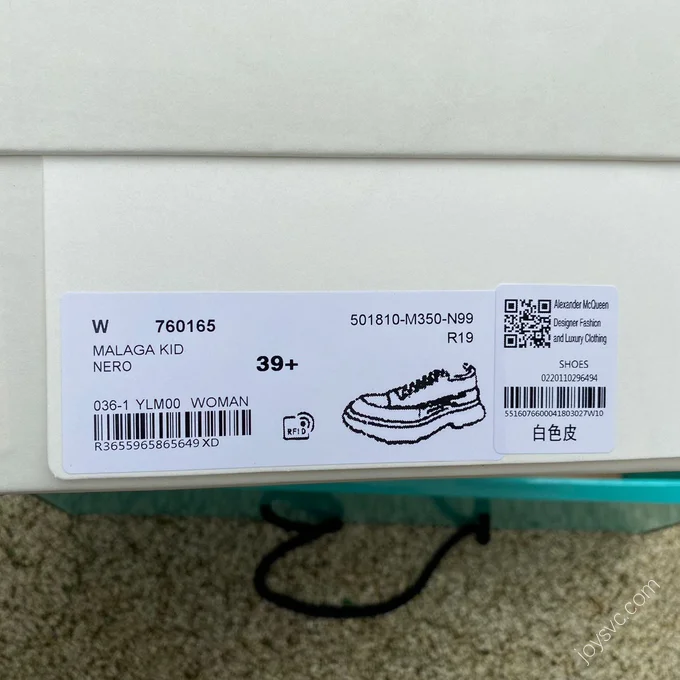 W 760165
MALAGA KID
NERO
39+
501810-M350-N99
R19
036-1 YLM00 WOMAN
R3655965865649 XD
RFID
Alexander McQueen
Designer Fashion
and Luxury Clothing
SHOES
0220110296494
5516076600041803027W10
白色皮
joysvc.com